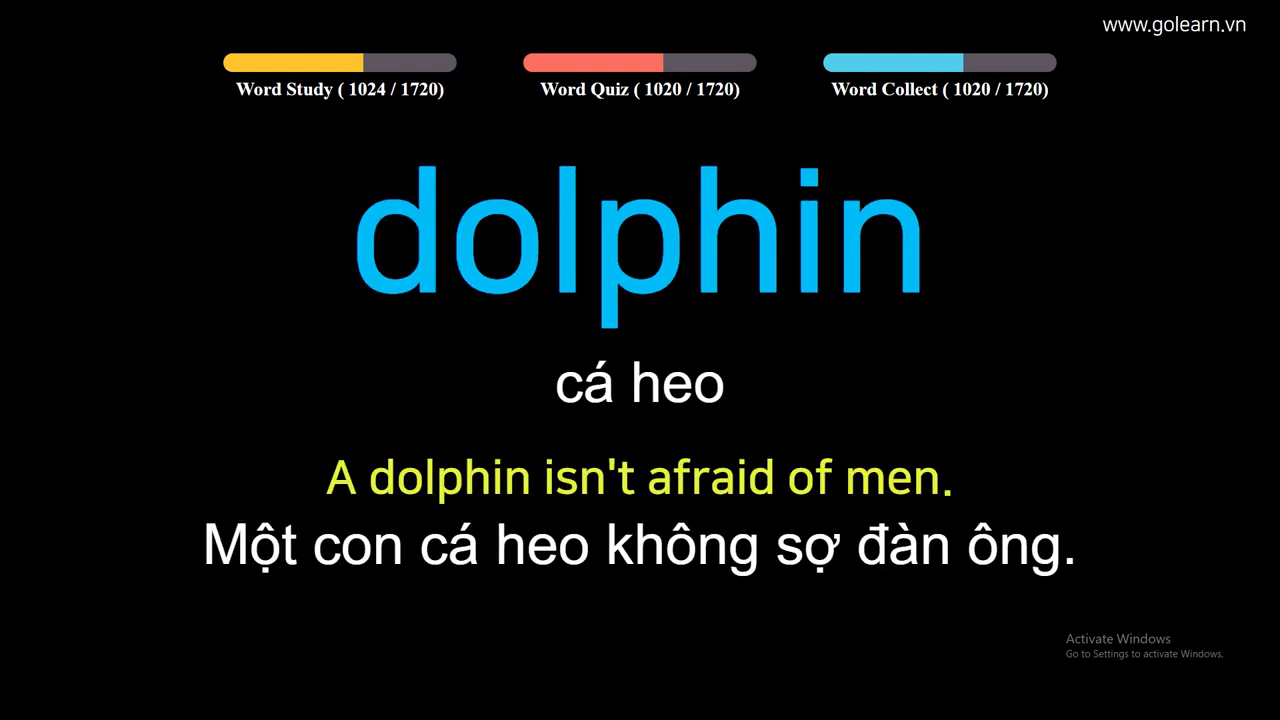 www.golearn.vn
Word Study ( 1024 / 1720)
Word Quiz ( 1020 / 1720)
Word Collect ( 1020 / 1720)
dolphin
cá heo
A dolphin isn't afraid of men.
Một con cá heo không sợ đàn ông.
Activate Windows
Go to Settings to activate Windows.